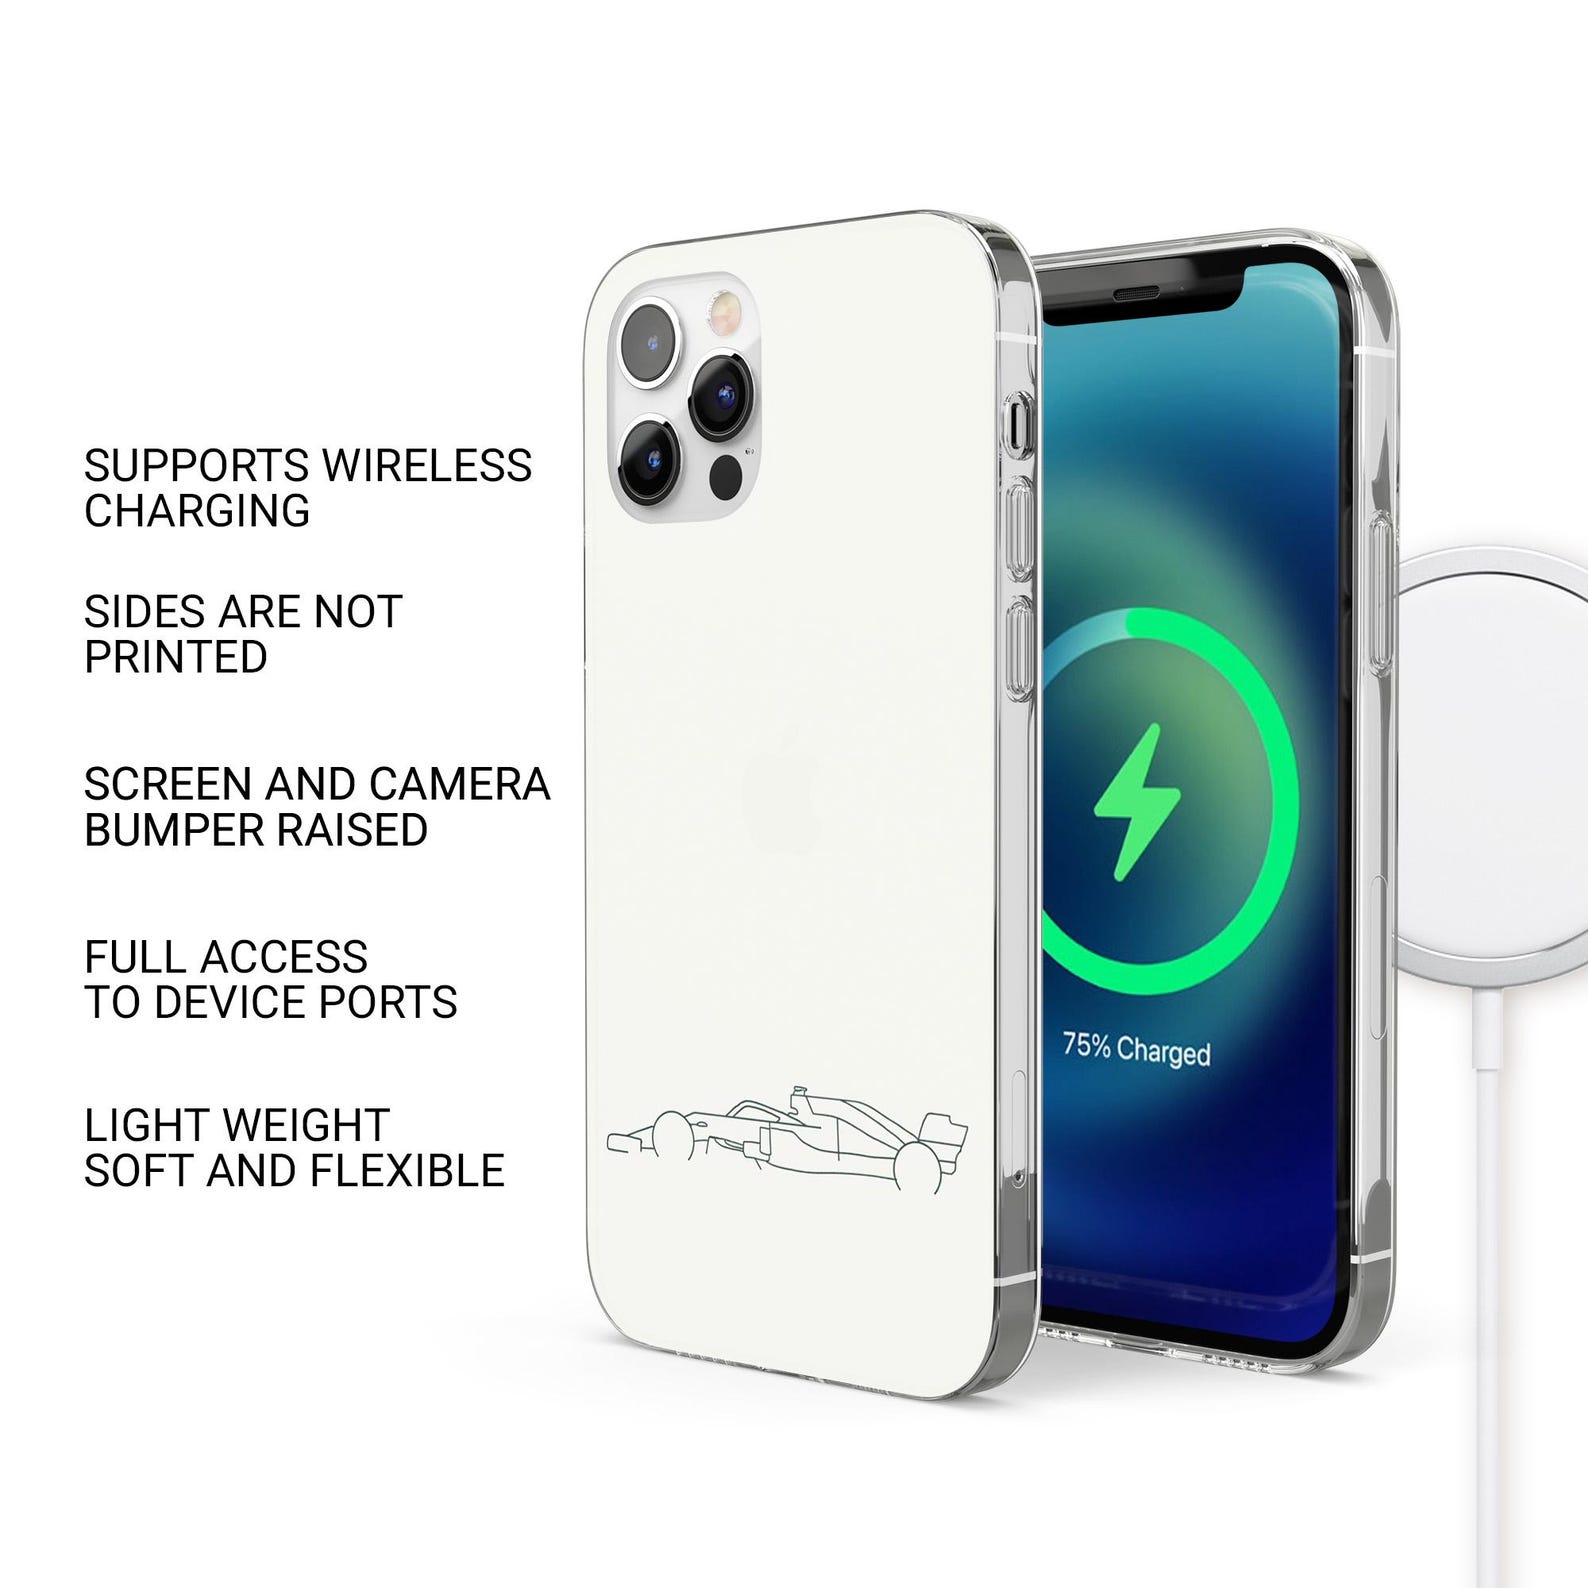 SUPPORTS WIRELESS
CHARGING
SIDES ARE NOT
PRINTED
SCREEN AND CAMERA
BUMPER RAISED
FULL ACCESS
TO DEVICE PORTS
LIGHT WEIGHT
SOFT AND FLEXIBLE
75% Charged